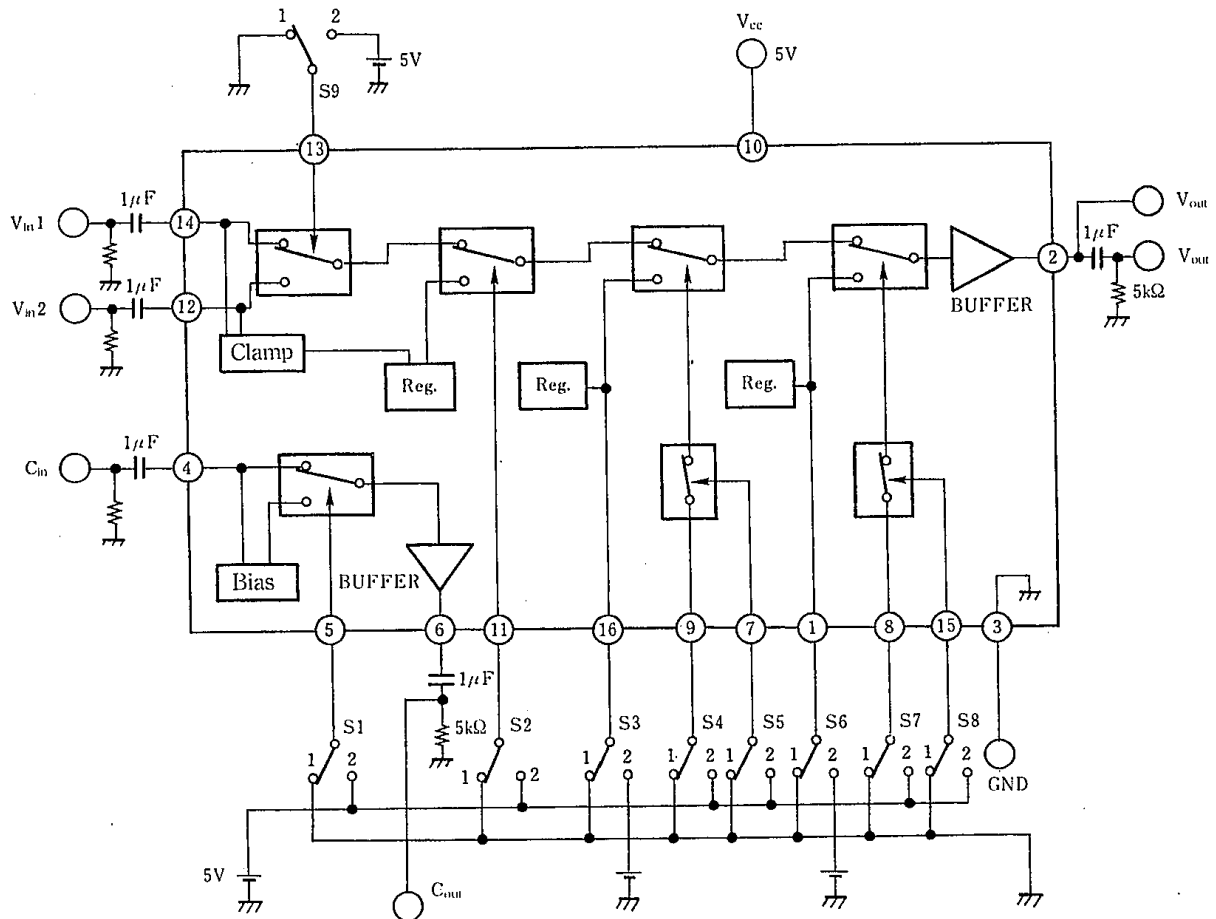 1 2
5V
S9
Vcc
5V
13
10
Vin1
1μF
14
Vin2
1μF
12
Clamp
Reg.
Reg.
Reg.
BUFFER
2
Vout
1μF
Vout
5kΩ
Cin
1μF
4
Bias
BUFFER
5
6
11
16
9
7
1
8
15
3
1μF
5kΩ
S1
1 2
S2
1 2
S3
1 2
S4
1 2
S5
1 2
S6
1 2
S7
1 2
S8
1 2
GND
5V
Cout